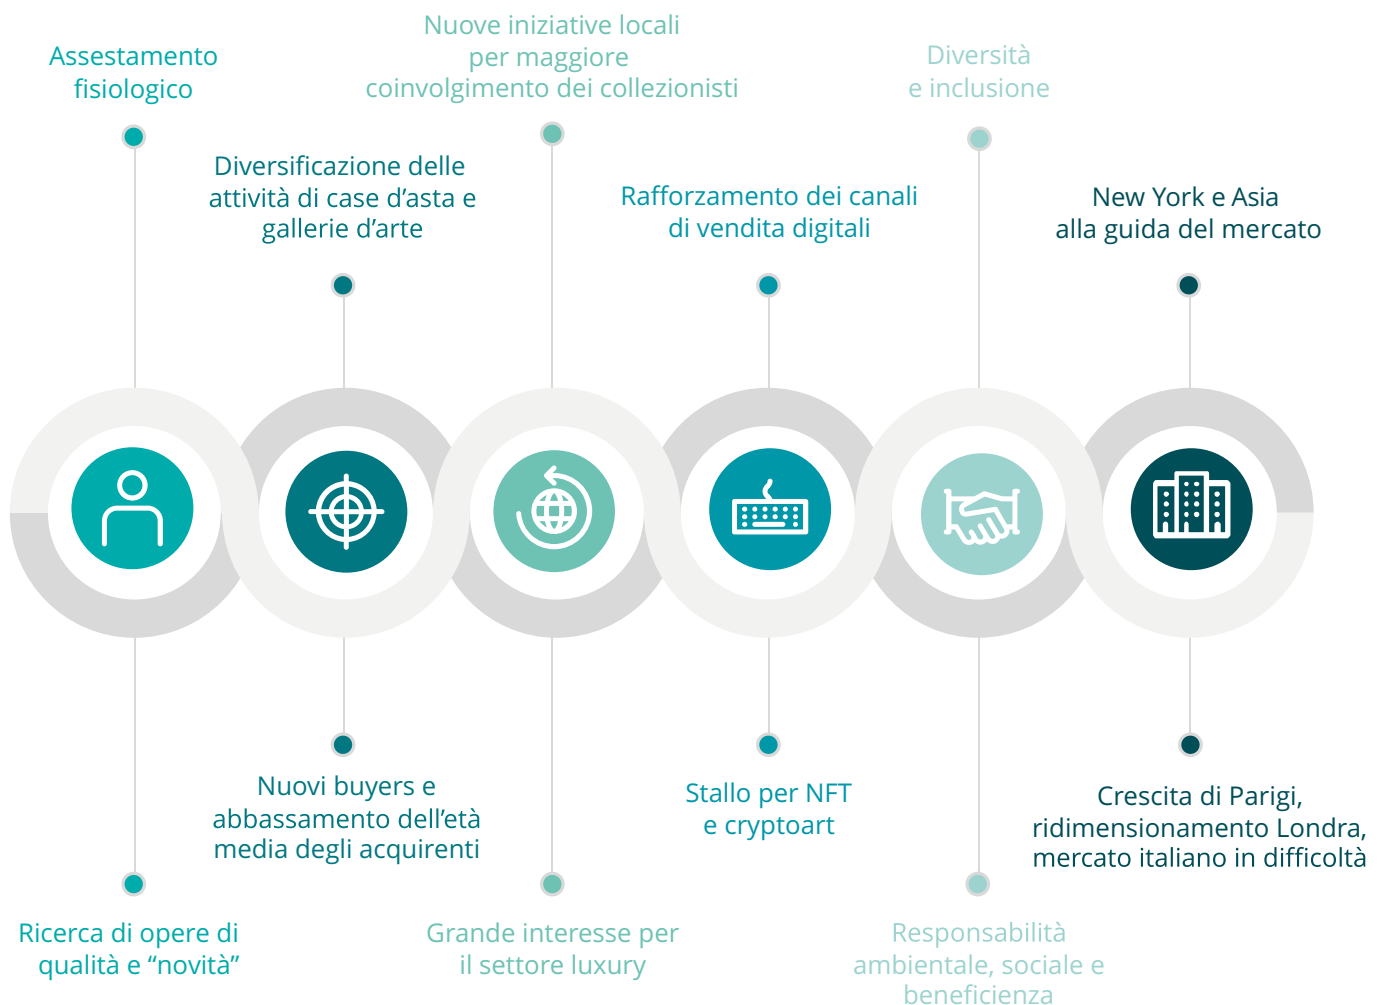 Assestamento
fisiologico
Diversificazione delle
attività di case d’asta e
gallerie d’arte
Nuove iniziative locali
per maggiore
coinvolgimento dei collezionisti
Rafforzamento dei canali
di vendita digitali
Diversità
e inclusione
New York e Asia
alla guida del mercato
Ricerca di opere di
qualità e “novità”
Nuovi buyers e
abbassamento dell’età
media degli acquirenti
Grande interesse per
il settore luxury
Stallo per NFT
e cryptoart
Responsabilità
ambientale, sociale e
beneficienza
Crescita di Parigi,
ridimensionamento Londra,
mercato italiano in difficoltà